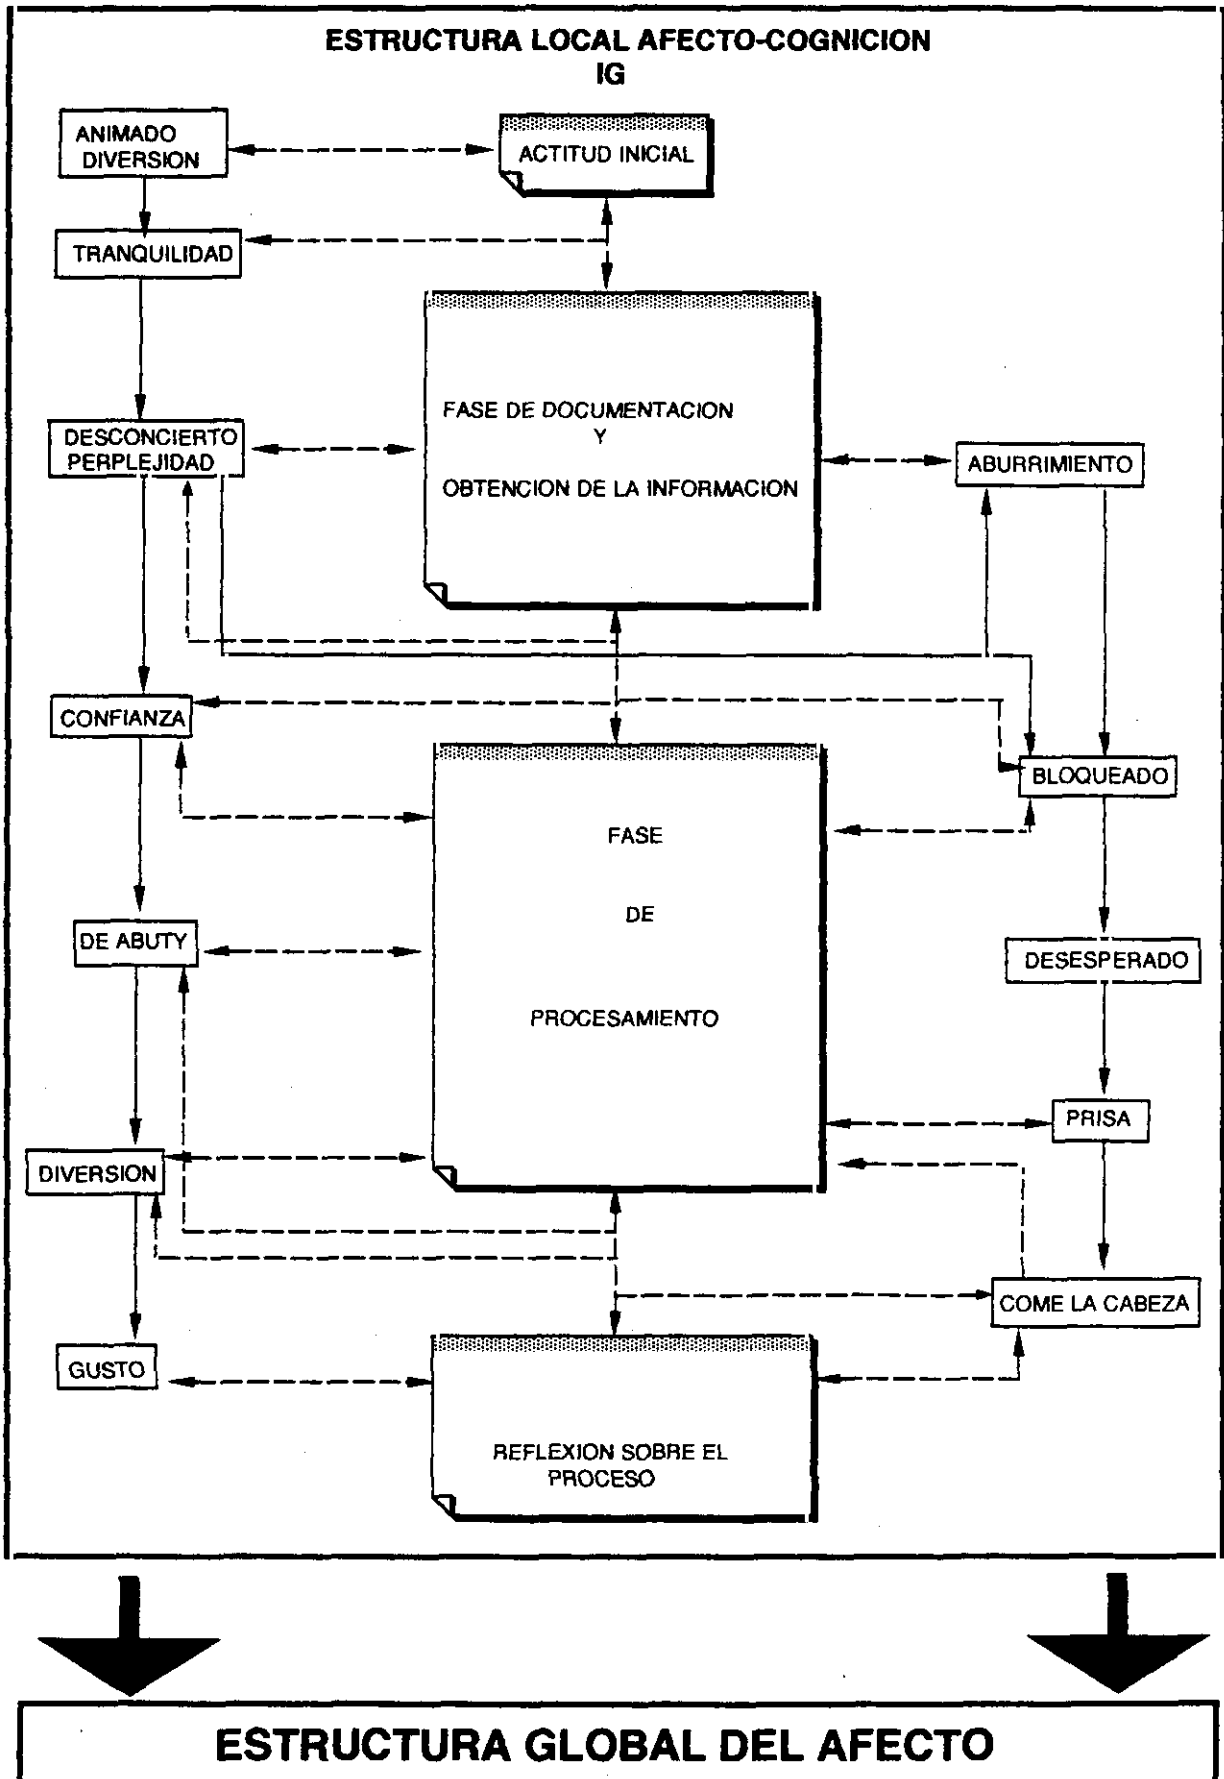 ESTRUCTURA LOCAL AFECTO-COGNICION
IG
ANIMADO
DIVERSION
ACTITUD INICIAL
TRANQUILIDAD
FASE DE DOCUMENTACION
Y
OBTENCION DE LA INFORMACION
DESCONCIERTO
PERPLEJIDAD
ABURRIMIENTO
CONFIANZA
BLOQUEADO
FASE
DE
PROCESAMIENTO
DE ABUTY
DESESPERADO
PRISA
DIVERSION
COME LA CABEZA
GUSTO
REFLEXION SOBRE EL
PROCESO
ESTRUCTURA GLOBAL DEL AFECTO